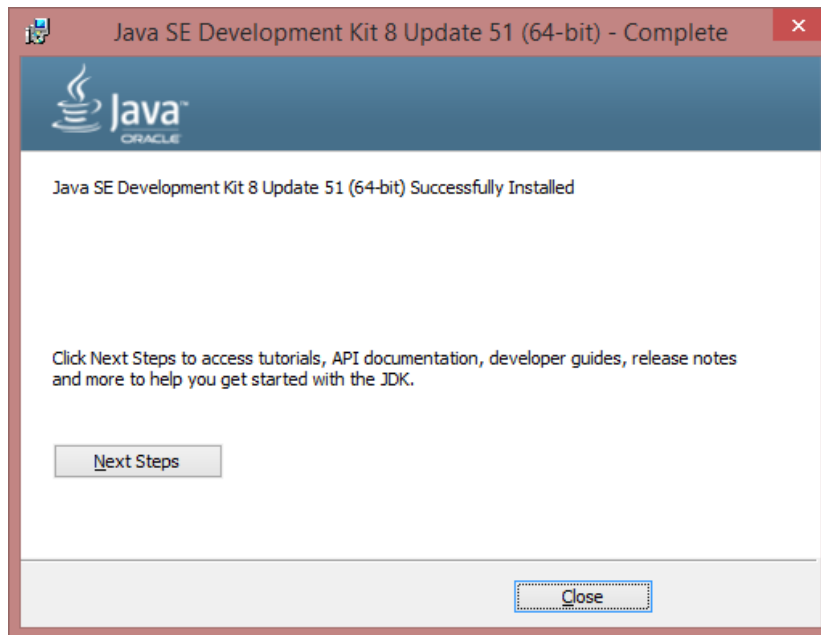 Java SE Development Kit 8 Update 51 (64-bit) - Complete
Java™
ORACLE
Java SE Development Kit 8 Update 51 (64-bit) Successfully Installed
Click Next Steps to access tutorials, API documentation, developer guides, release notes
and more to help you get started with the JDK.
Next Steps
Close